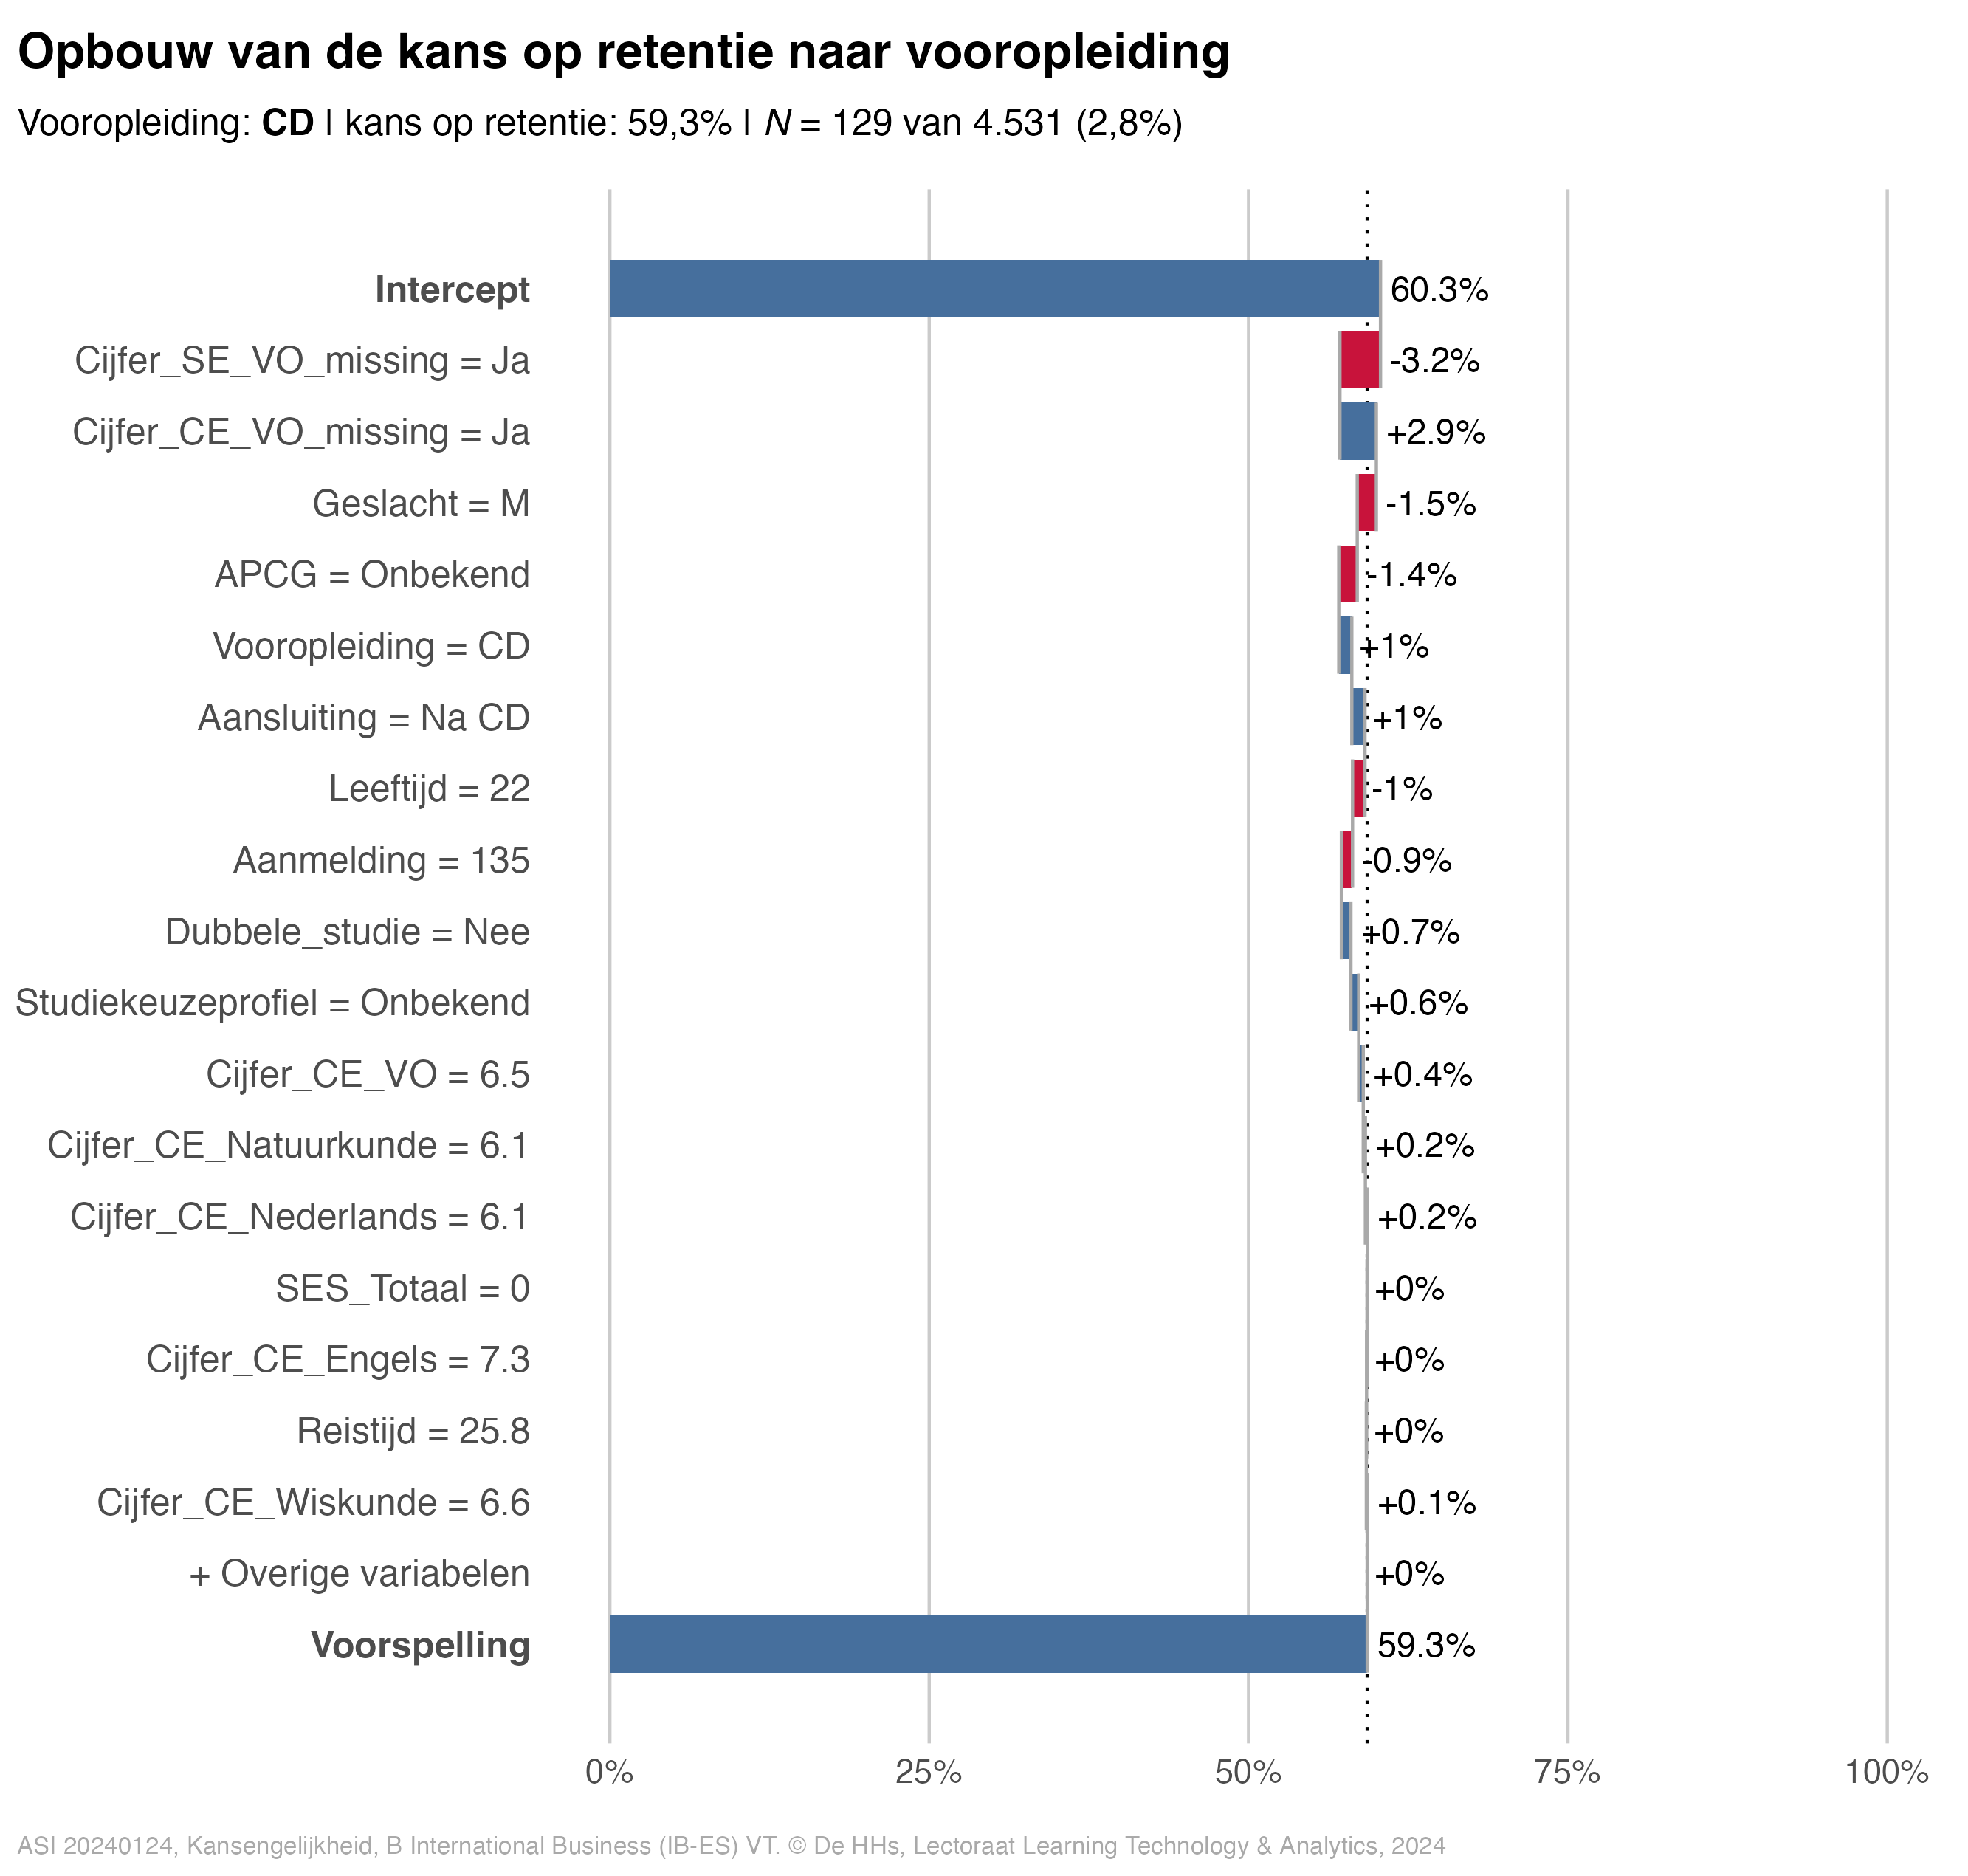 Opbouw van de kans op retentie naar vooropleiding
Vooropleiding: CD | kans op retentie: 59,3% | N = 129 van 4.531 (2,8%)
Intercept 60.3%
Cijfer_SE_VO_missing = Ja -3.2%
Cijfer_CE_VO_missing = Ja +2.9%
Geslacht = M -1.5%
APCG = Onbekend -1.4%
Vooropleiding = CD +1%
Aansluiting = Na CD +1%
Leeftijd = 22 -1%
Aanmelding = 135 -0.9%
Dubbele_studie = Nee +0.7%
Studiekeuzeprofiel = Onbekend +0.6%
Cijfer_CE_VO = 6.5 +0.4%
Cijfer_CE_Natuurkunde = 6.1 +0.2%
Cijfer_CE_Nederlands = 6.1 +0.2%
SES_Totaal = 0 +0%
Cijfer_CE_Engels = 7.3 +0%
Reistijd = 25.8 +0%
Cijfer_CE_Wiskunde = 6.6 +0.1%
+ Overige variabelen +0%
Voorspelling 59.3%
0% 25% 50% 75% 100%
ASI 20240124, Kansengelijkheid, B International Business (IB-ES) VT. © De HHs, Lectoraat Learning Technology & Analytics, 2024